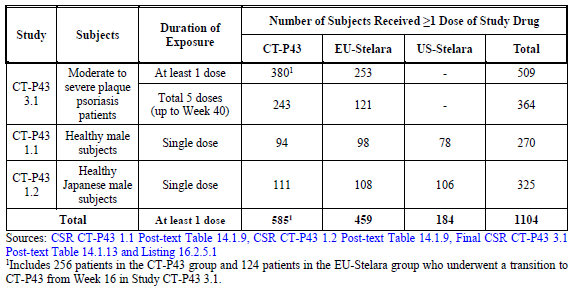 Study Subjects Duration of Exposure Number of Subjects Received ≥1 Dose of Study Drug
CT-P43 EU-Stelara US-Stelara Total
CT-P43 3.1 Moderate to severe plaque psoriasis patients At least 1 dose 380¹ 253 - 509
Total 5 doses (up to Week 40) 243 121 - 364
CT-P43 1.1 Healthy male subjects Single dose 94 98 78 270
CT-P43 1.2 Healthy Japanese male subjects Single dose 111 108 106 325
Total At least 1 dose 585¹ 459 184 1104
Sources: CSR CT-P43 1.1 Post-text Table 14.1.9, CSR CT-P43 1.2 Post-text Table 14.1.9, Final CSR CT-P43 3.1
Post-text Table 14.1.13 and Listing 16.2.5.1
¹Includes 256 patients in the CT-P43 group and 124 patients in the EU-Stelara group who underwent a transition to
CT-P43 from Week 16 in Study CT-P43 3.1.